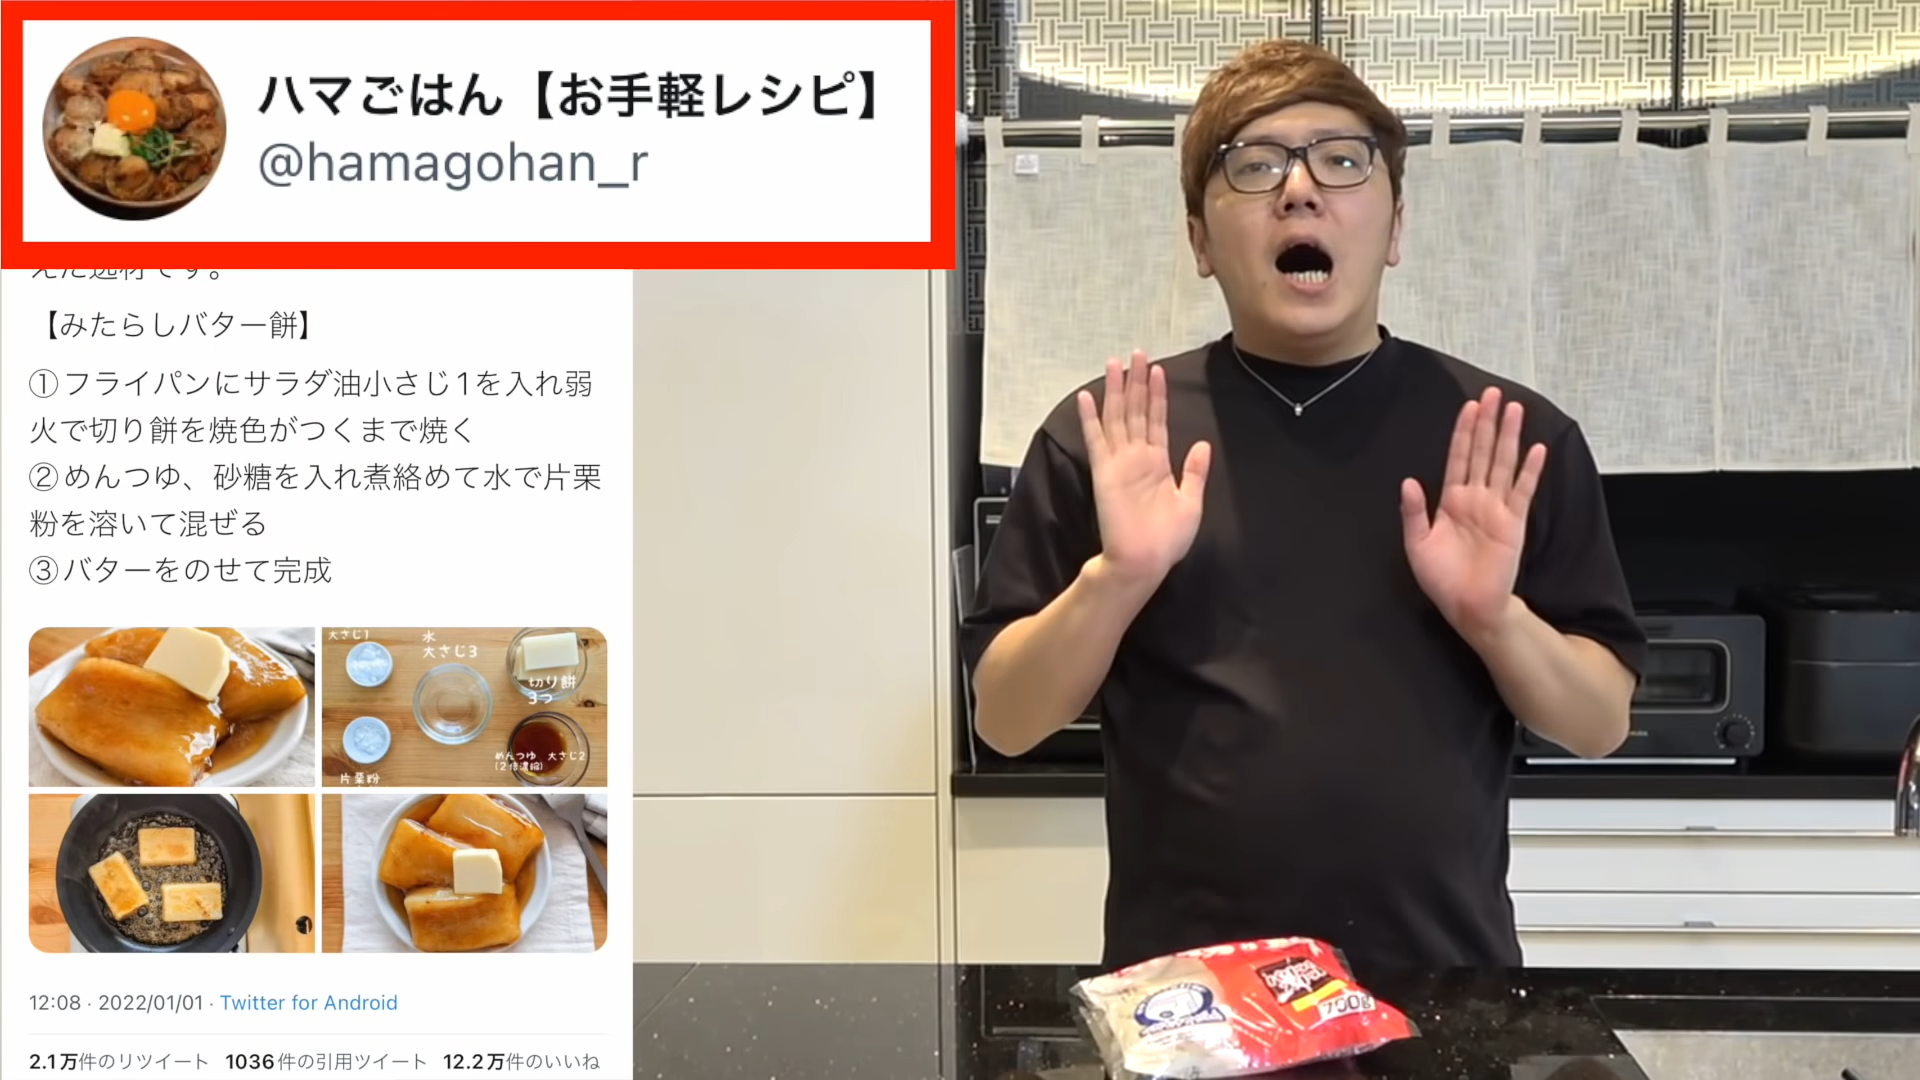 ハマごはん【お手軽レシピ】
@hamagohan_r
【みたらしバター餅】
①フライパンにサラダ油小さじ1を入れ弱
火で切り餅を焼色がつくまで焼く
②めんつゆ、砂糖を入れ煮絡めて水で片栗
粉を溶いて混ぜる
③バターをのせて完成
大さじ1
水
大さじ3
切り餅
3つ
めんつゆ 大さじ2
(2倍濃縮)
片栗粉
12:08 · 2022/01/01 · Twitter for Android
2.1万件のリツイート 1036件の引用ツイート 12.2万件のいいね
700g